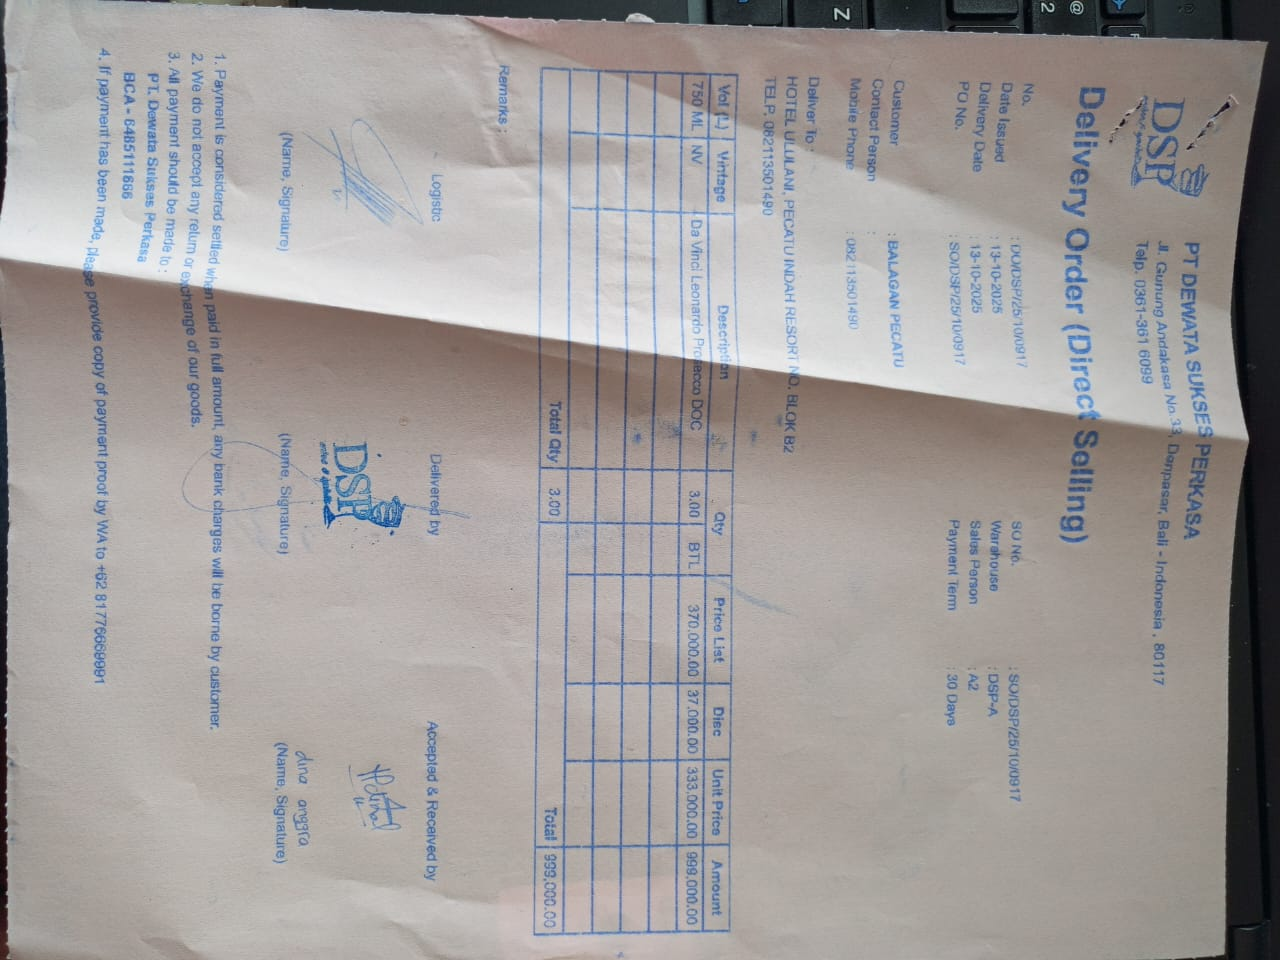 DSP
PT DEWATA SUKSES PERKASA
Jl. Gunung Andakasa No.33, Denpasar, Bali - Indonesia , 80117
Telp. 0361-361 6099
Delivery Order (Direct Selling)
No. : DO/DSP/25/10/0917 SO No. : SO/DSP/25/10/0917
Date Issued : 13-10-2025 Warehouse : DSP-A
Delivery Date : 13-10-2025 Sales Person : A2
PO No. : SO/DSP/25/10/0917 Payment Term : 30 Days
Customer : BALAGAN PECATU
Contact Person :
Mobile Phone : 082113501490
Deliver To :
HOTEL ULULANI, PECATU INDAH RESORT NO. BLOK B2
TELP. 082113501490
Vol (L) Vintage Description Qty Price List Disc Unit Price Amount
750 ML NV Da Vinci Leonardo Prosecco DOC 3.00 BTL 370.000.00 37.000.00 333.000.00 999,000.00
Total Qty 3.00 Total 999,000.00
Remarks :
Logistic Delivered by Accepted & Received by
DSP
dina anggra
(Name, Signature) (Name, Signature) (Name, Signature)
1. Payment is considered settled when paid in full amount, any bank charges will be borne by customer.
2. We do not accept any return or exchange of our goods.
3. All payment should be made to :
PT. Dewata Sukses Perkasa
BCA - 6485111666
4. If payment has been made, please provide copy of payment proof by WA to +62 81776669991
Z
@
2